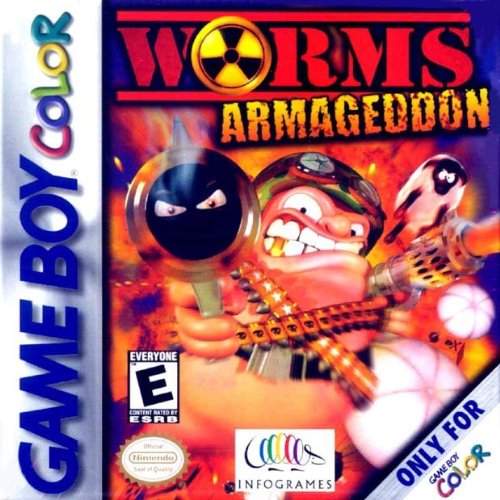 GAME BOY COLOR
WORMS
ARMAGEDDON
EVERYONE
E
CONTENT RATED BY
ESRB
Official
Nintendo
Seal of Quality
INFOGRAMES
ONLY FOR
GAME BOY
COLOR